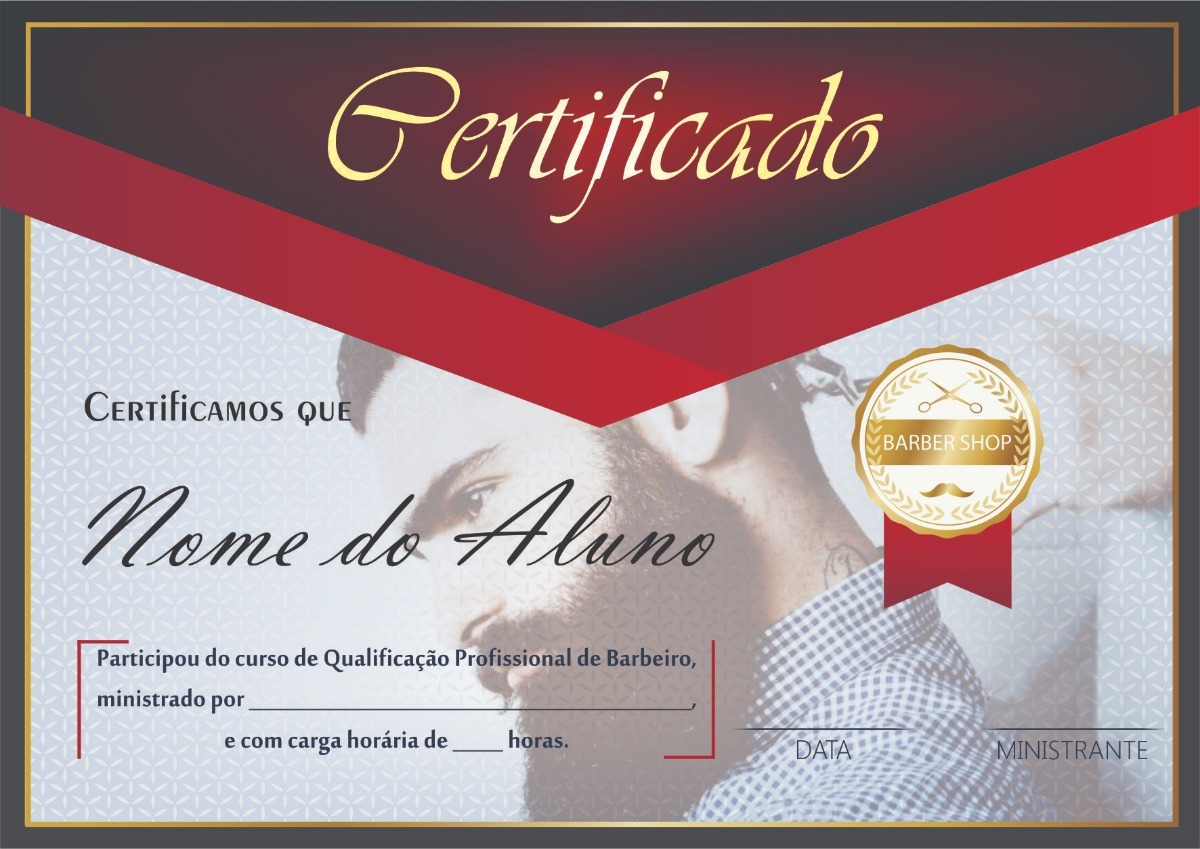 Certificado
Certificamos que
BARBER SHOP
Nome do Aluno
Participou do curso de Qualificação Profissional de Barbeiro,
ministrado por ________________________________________,
e com carga horária de ____ horas.
DATA
MINISTRANTE